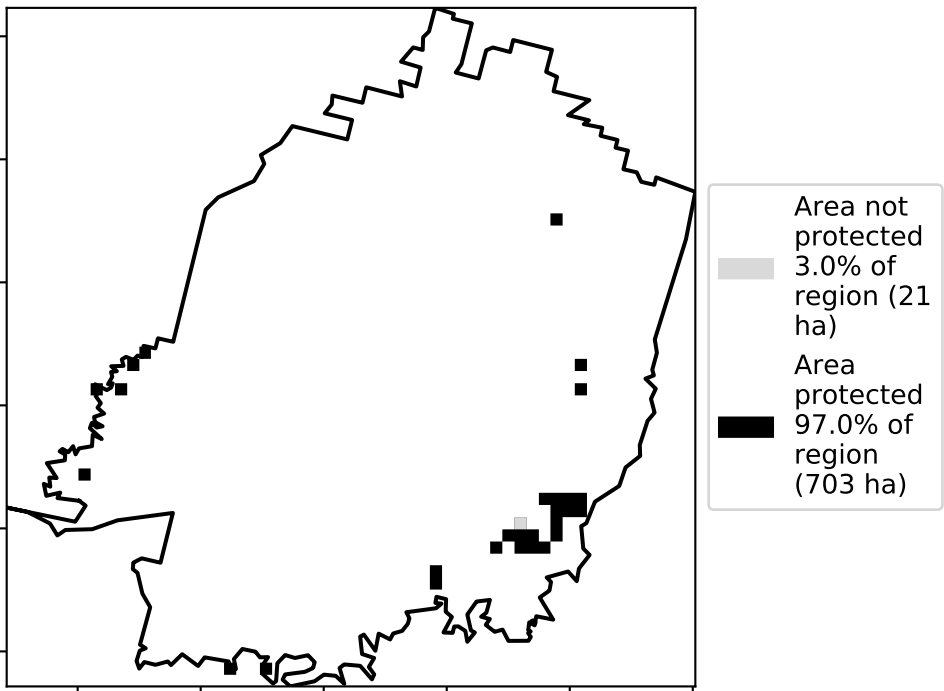 Area not
protected
3.0% of
region (21
ha)
Area
protected
97.0% of
region
(703 ha)